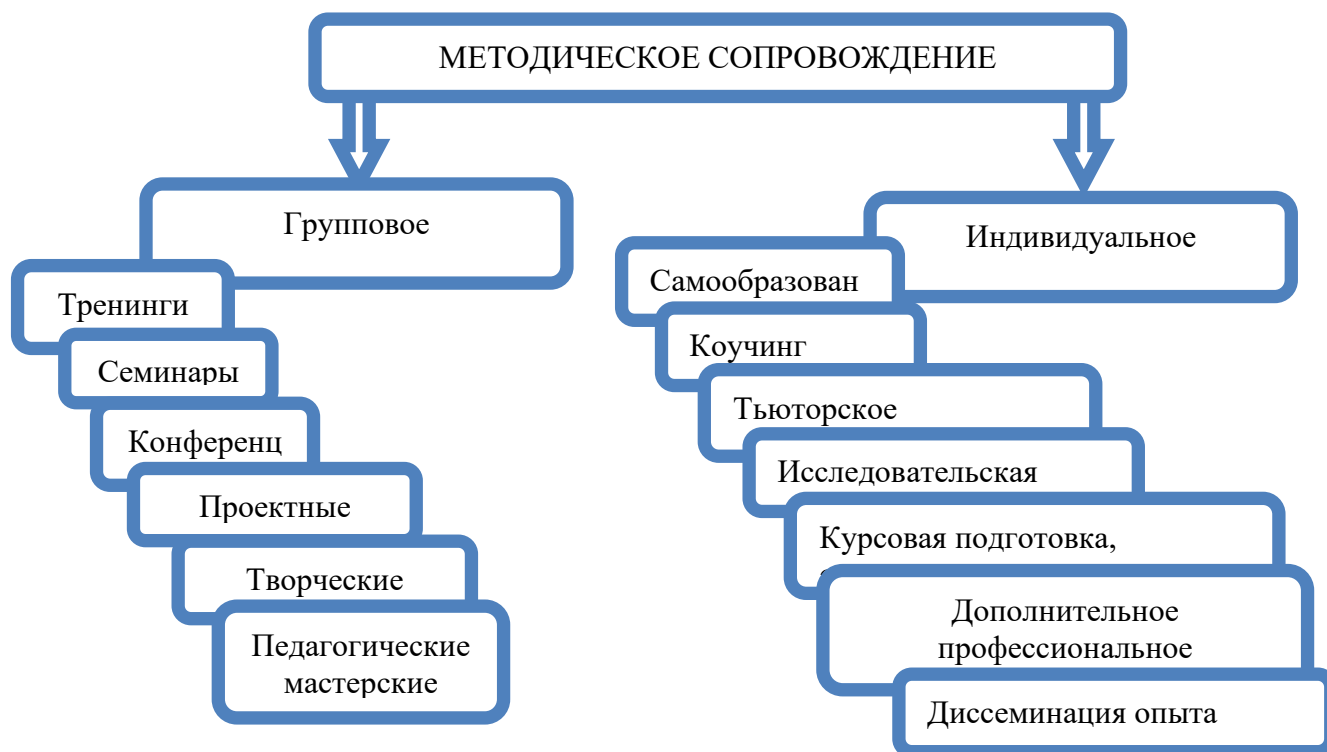 МЕТОДИЧЕСКОЕ СОПРОВОЖДЕНИЕ
Групповое
Тренинги
Семинары
Конференц
Проектные
Творческие
Педагогические
мастерские
Индивидуальное
Самообразован
Коучинг
Тьюторское
Исследовательская
Курсовая подготовка,
Дополнительное
профессиональное
Диссеминация опыта